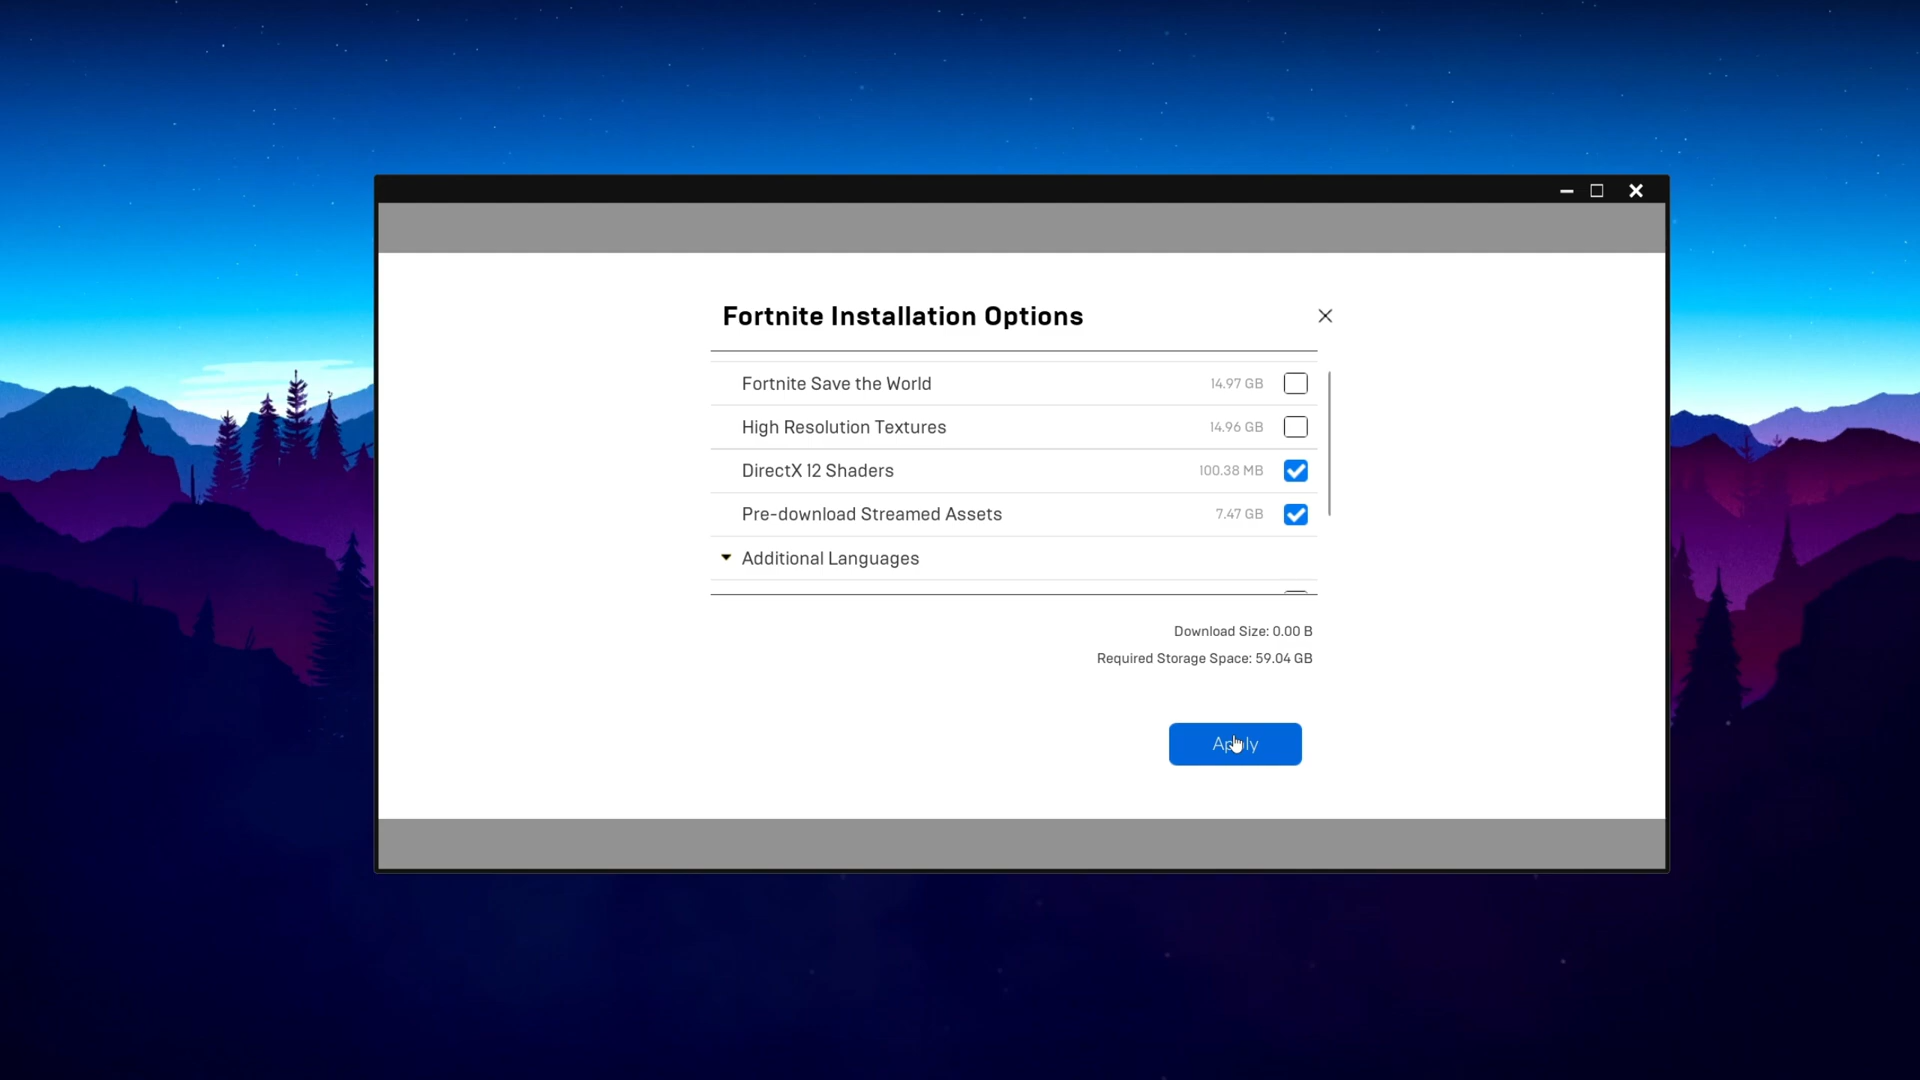 Fortnite Installation Options
Fortnite Save the World 14.97 GB
High Resolution Textures 14.96 GB
DirectX 12 Shaders 100.38 MB
Pre-download Streamed Assets 7.47 GB
Additional Languages
Download Size: 0.00 B
Required Storage Space: 59.04 GB
Apply